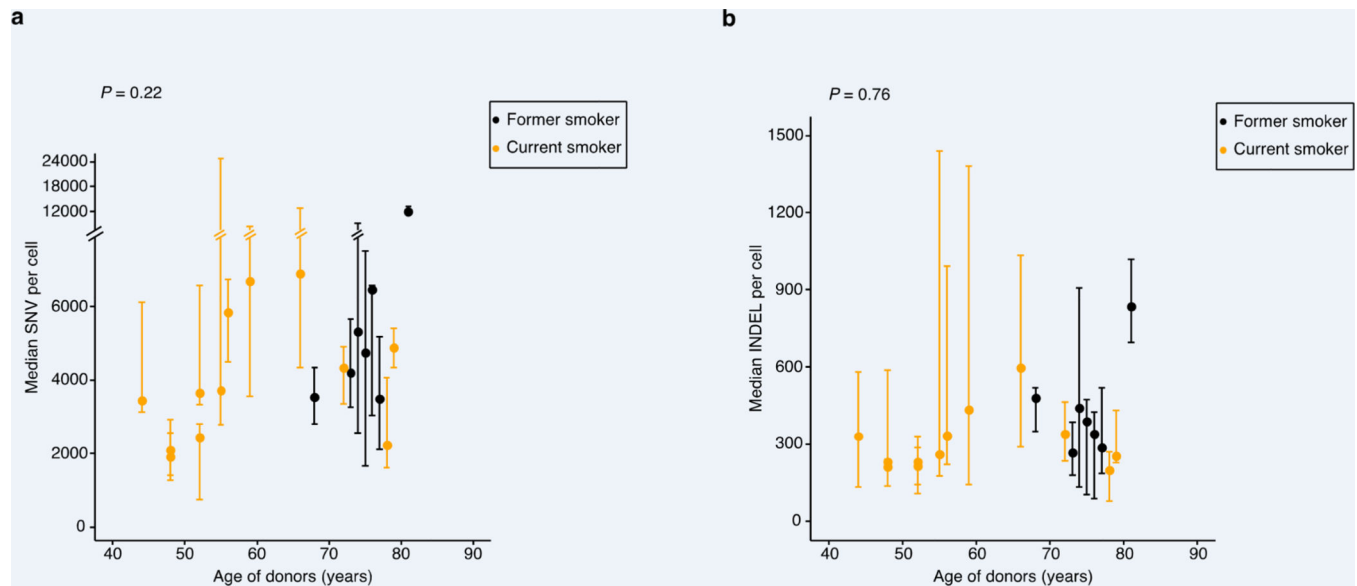 a
P = 0.22
Former smoker
Current smoker
24000
18000
12000
6000
4000
2000
0
Median SNV per cell
40 50 60 70 80 90
Age of donors (years)
b
P = 0.76
Former smoker
Current smoker
1500
1200
900
600
300
0
Median INDEL per cell
40 50 60 70 80 90
Age of donors (years)